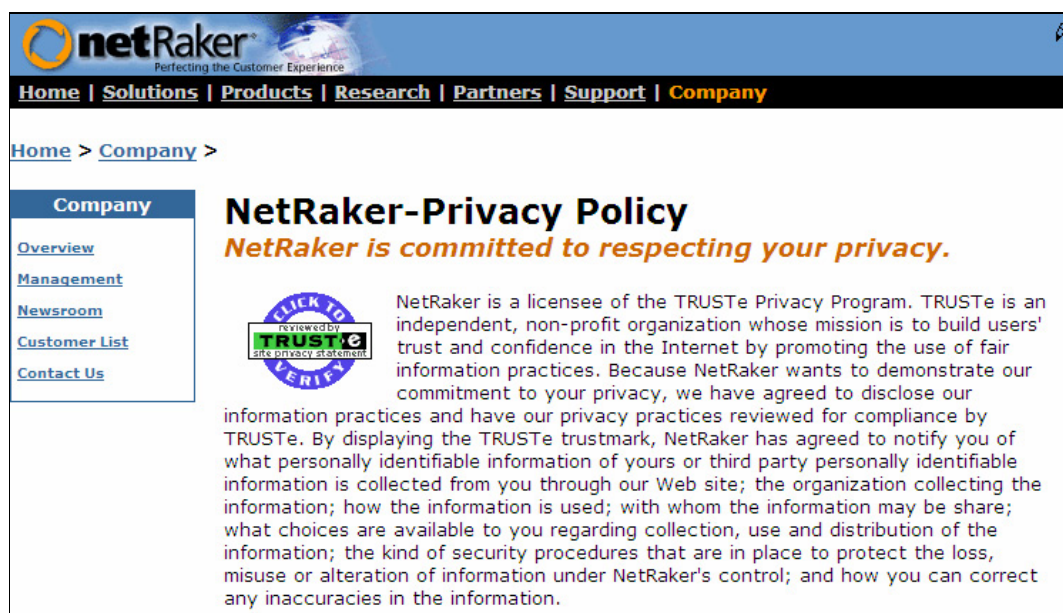 netRaker
Perfecting the Customer Experience
Home | Solutions | Products | Research | Partners | Support | Company
Home > Company >
Company
Overview
Management
Newsroom
Customer List
Contact Us
NetRaker-Privacy Policy
NetRaker is committed to respecting your privacy.
CLICK TO
reviewed by
TRUSTe
site privacy statement
VERIFY
NetRaker is a licensee of the TRUSTe Privacy Program. TRUSTe is an
independent, non-profit organization whose mission is to build users'
trust and confidence in the Internet by promoting the use of fair
information practices. Because NetRaker wants to demonstrate our
commitment to your privacy, we have agreed to disclose our
information practices and have our privacy practices reviewed for compliance by
TRUSTe. By displaying the TRUSTe trustmark, NetRaker has agreed to notify you of
what personally identifiable information of yours or third party personally identifiable
information is collected from you through our Web site; the organization collecting the
information; how the information is used; with whom the information may be share;
what choices are available to you regarding collection, use and distribution of the
information; the kind of security procedures that are in place to protect the loss,
misuse or alteration of information under NetRaker's control; and how you can correct
any inaccuracies in the information.